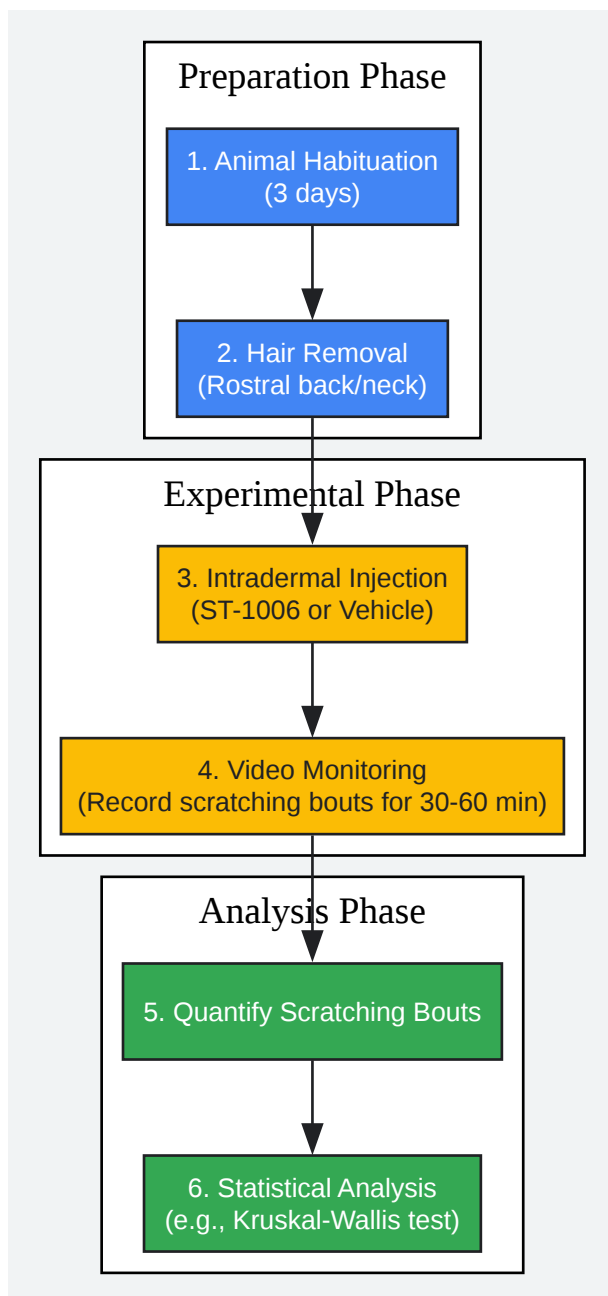 Preparation Phase
1. Animal Habituation
(3 days)
2. Hair Removal
(Rostral back/neck)
Experimental Phase
3. Intradermal Injection
(ST-1006 or Vehicle)
4. Video Monitoring
(Record scratching bouts for 30-60 min)
Analysis Phase
5. Quantify Scratching Bouts
6. Statistical Analysis
(e.g., Kruskal-Wallis test)